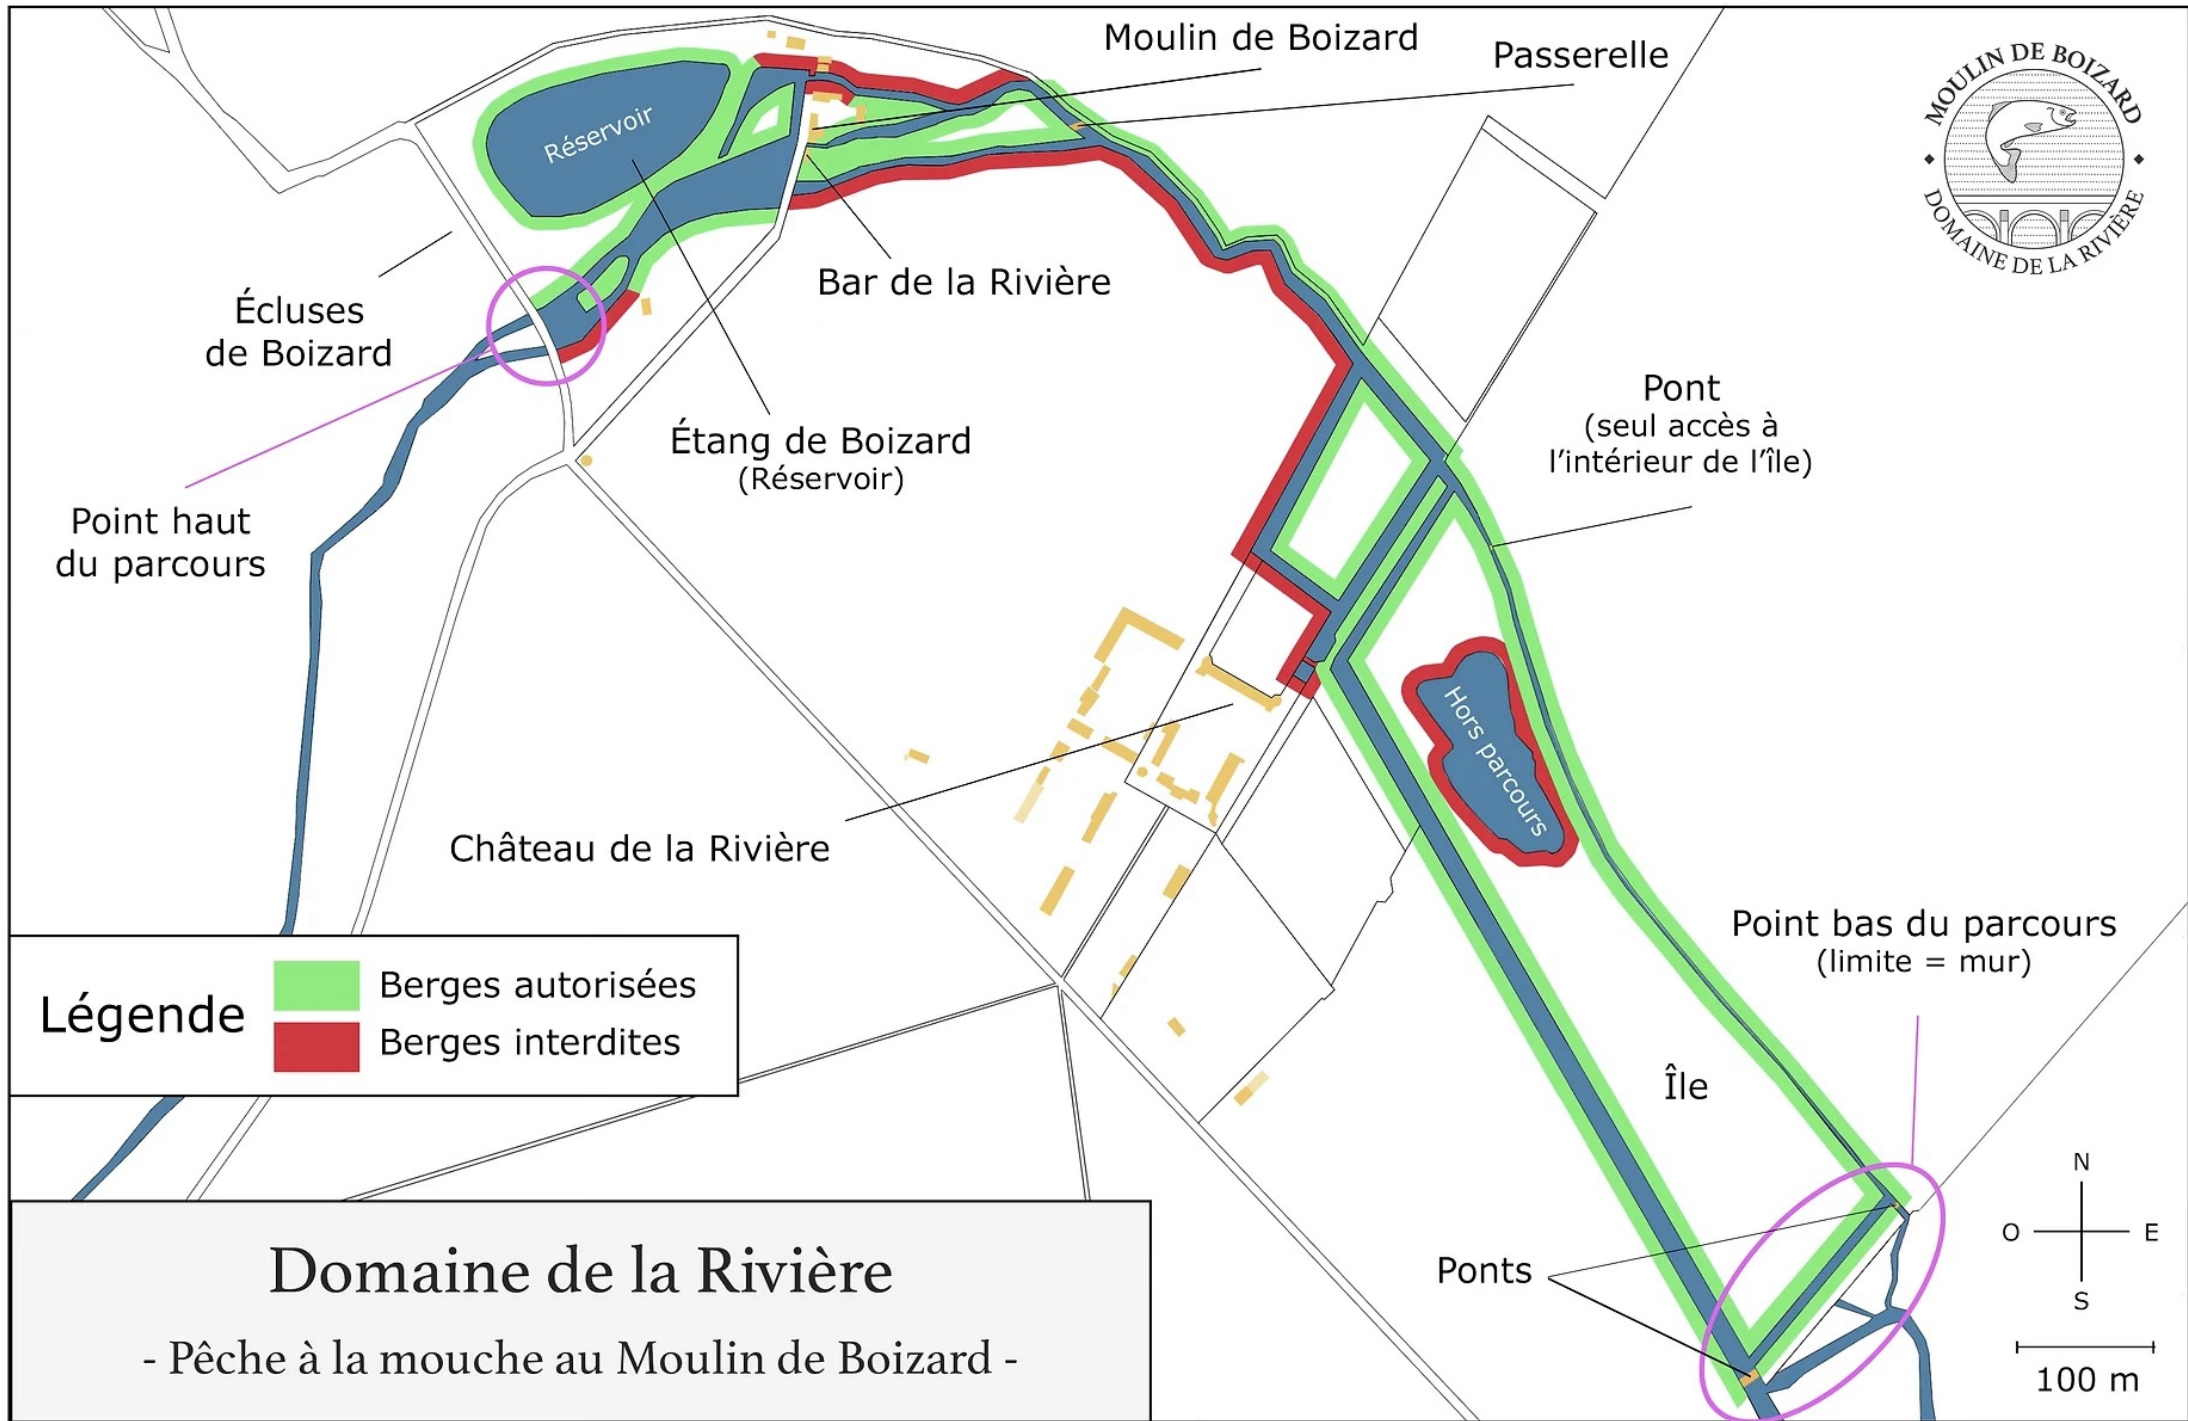 Moulin de Boizard
Passerelle
MOULIN DE BOIZARD
DOMAINE DE LA RIVIÈRE
Réservoir
Bar de la Rivière
Écluses
de Boizard
Étang de Boizard
(Réservoir)
Pont
(seul accès à
l'intérieur de l'île)
Point haut
du parcours
Hors parcours
Château de la Rivière
Point bas du parcours
(limite = mur)
Légende
Berges autorisées
Berges interdites
Île
Ponts
N
O
E
S
100 m
Domaine de la Rivière
- Pêche à la mouche au Moulin de Boizard -